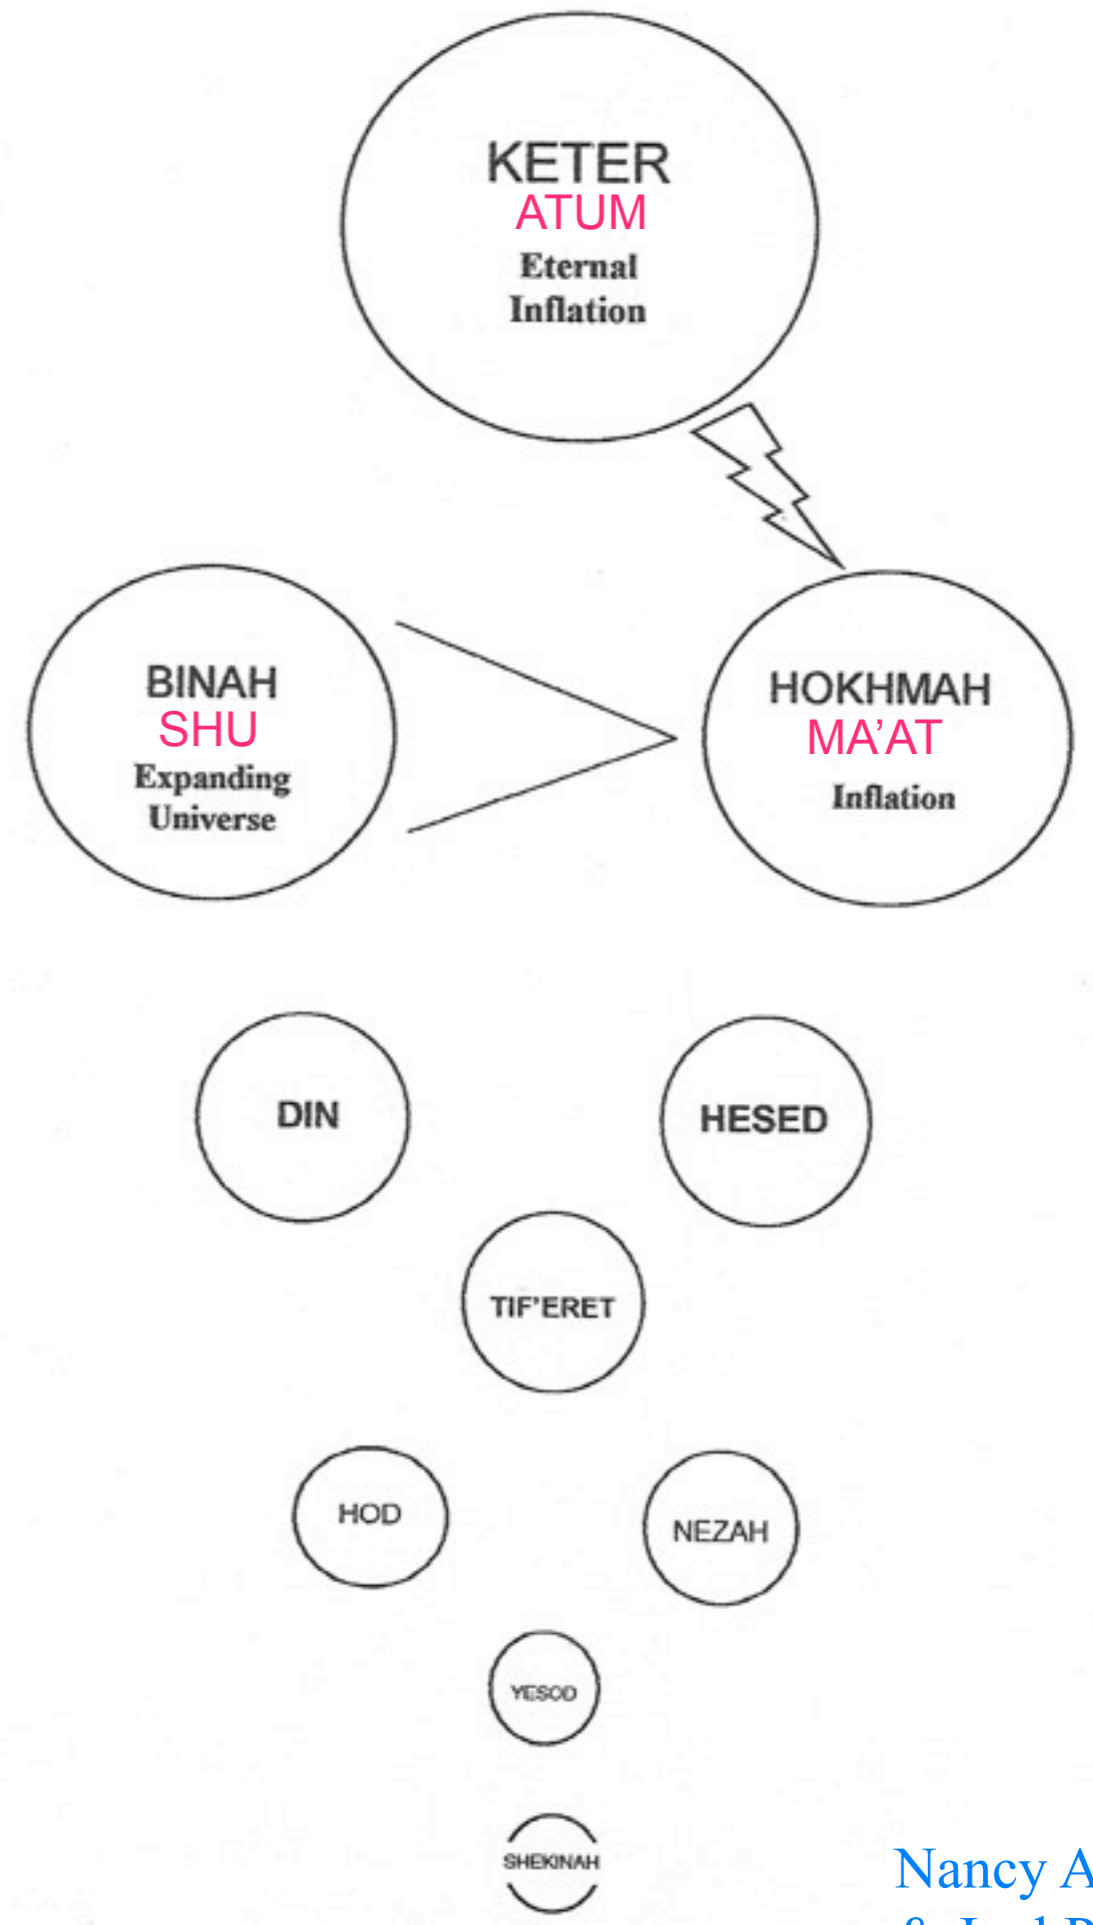 KETER
ATUM
Eternal
Inflation
BINAH
SHU
Expanding
Universe
HOKHMAH
MA’AT
Inflation
DIN
HESED
TIF’ERET
HOD
NEZAH
YESOD
SHEKINAH
Nancy A